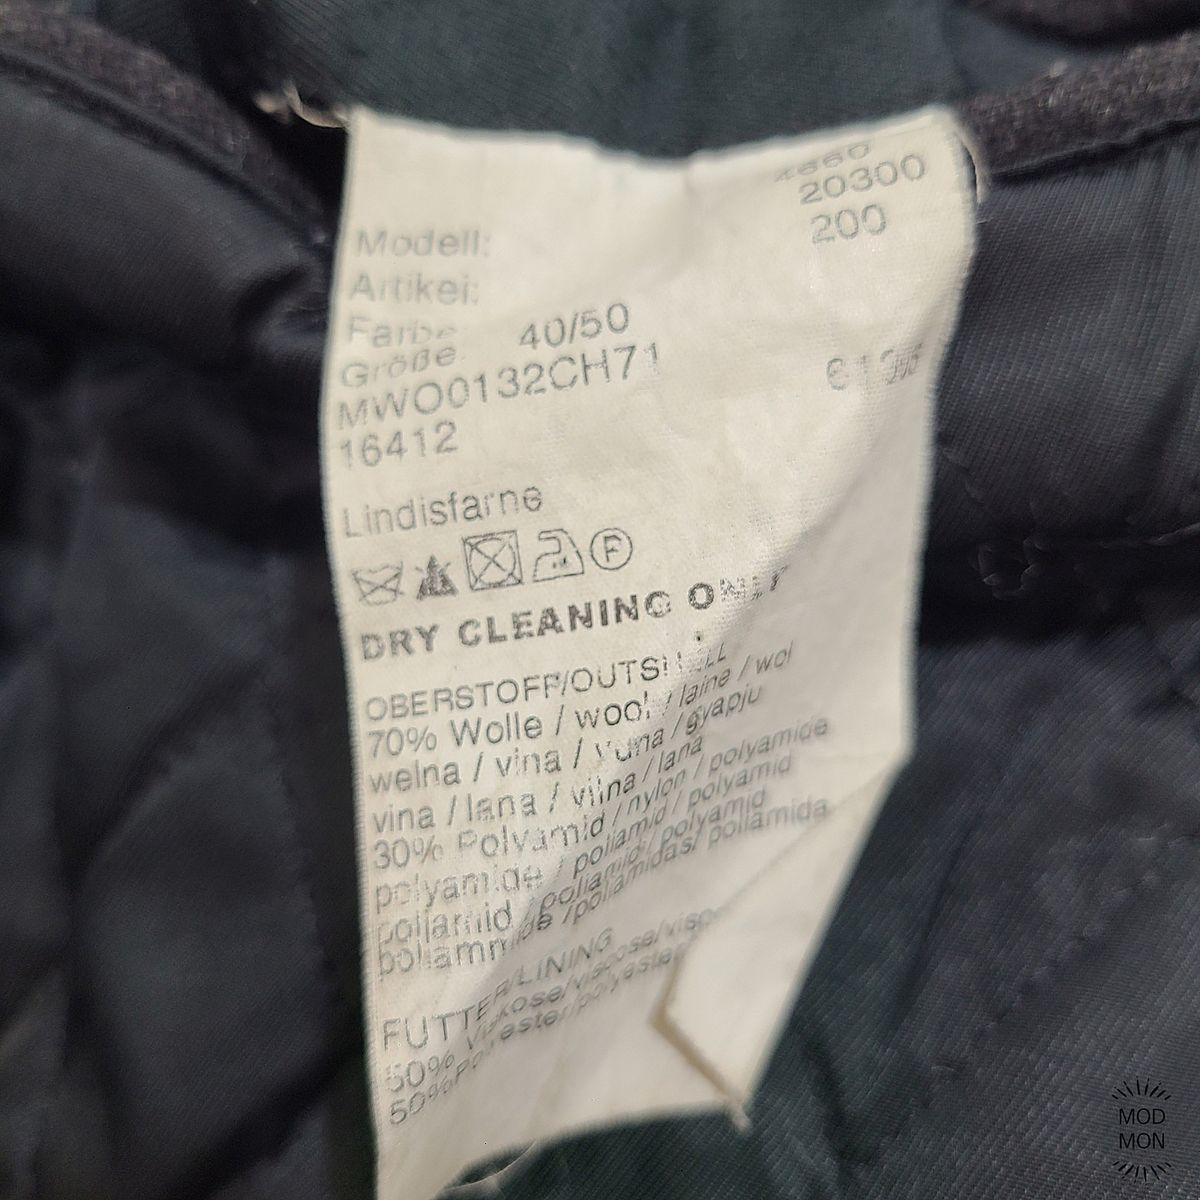 4660
20300
200
Modell:
Artikel:
Farbe:
Größe: 40/50
MWO0132CH71
16412
Lindisfarne
F
DRY CLEANING ONLY
OBERSTOFF/OUTSHELL
70% Wolle / wool / laine / wol
welna / vina / vuna / gyapju
vina / lana / vilna / lana
30% Polyamid / nylon / polyamide
polyamide / poliamid / polyamid
poliamid / poliamid / polyamid
poliammide /poliamidas/ poliamida
FUTTER/LINING
50% Viskose/viscose/
50%Polyester/polyester
MOD
MON